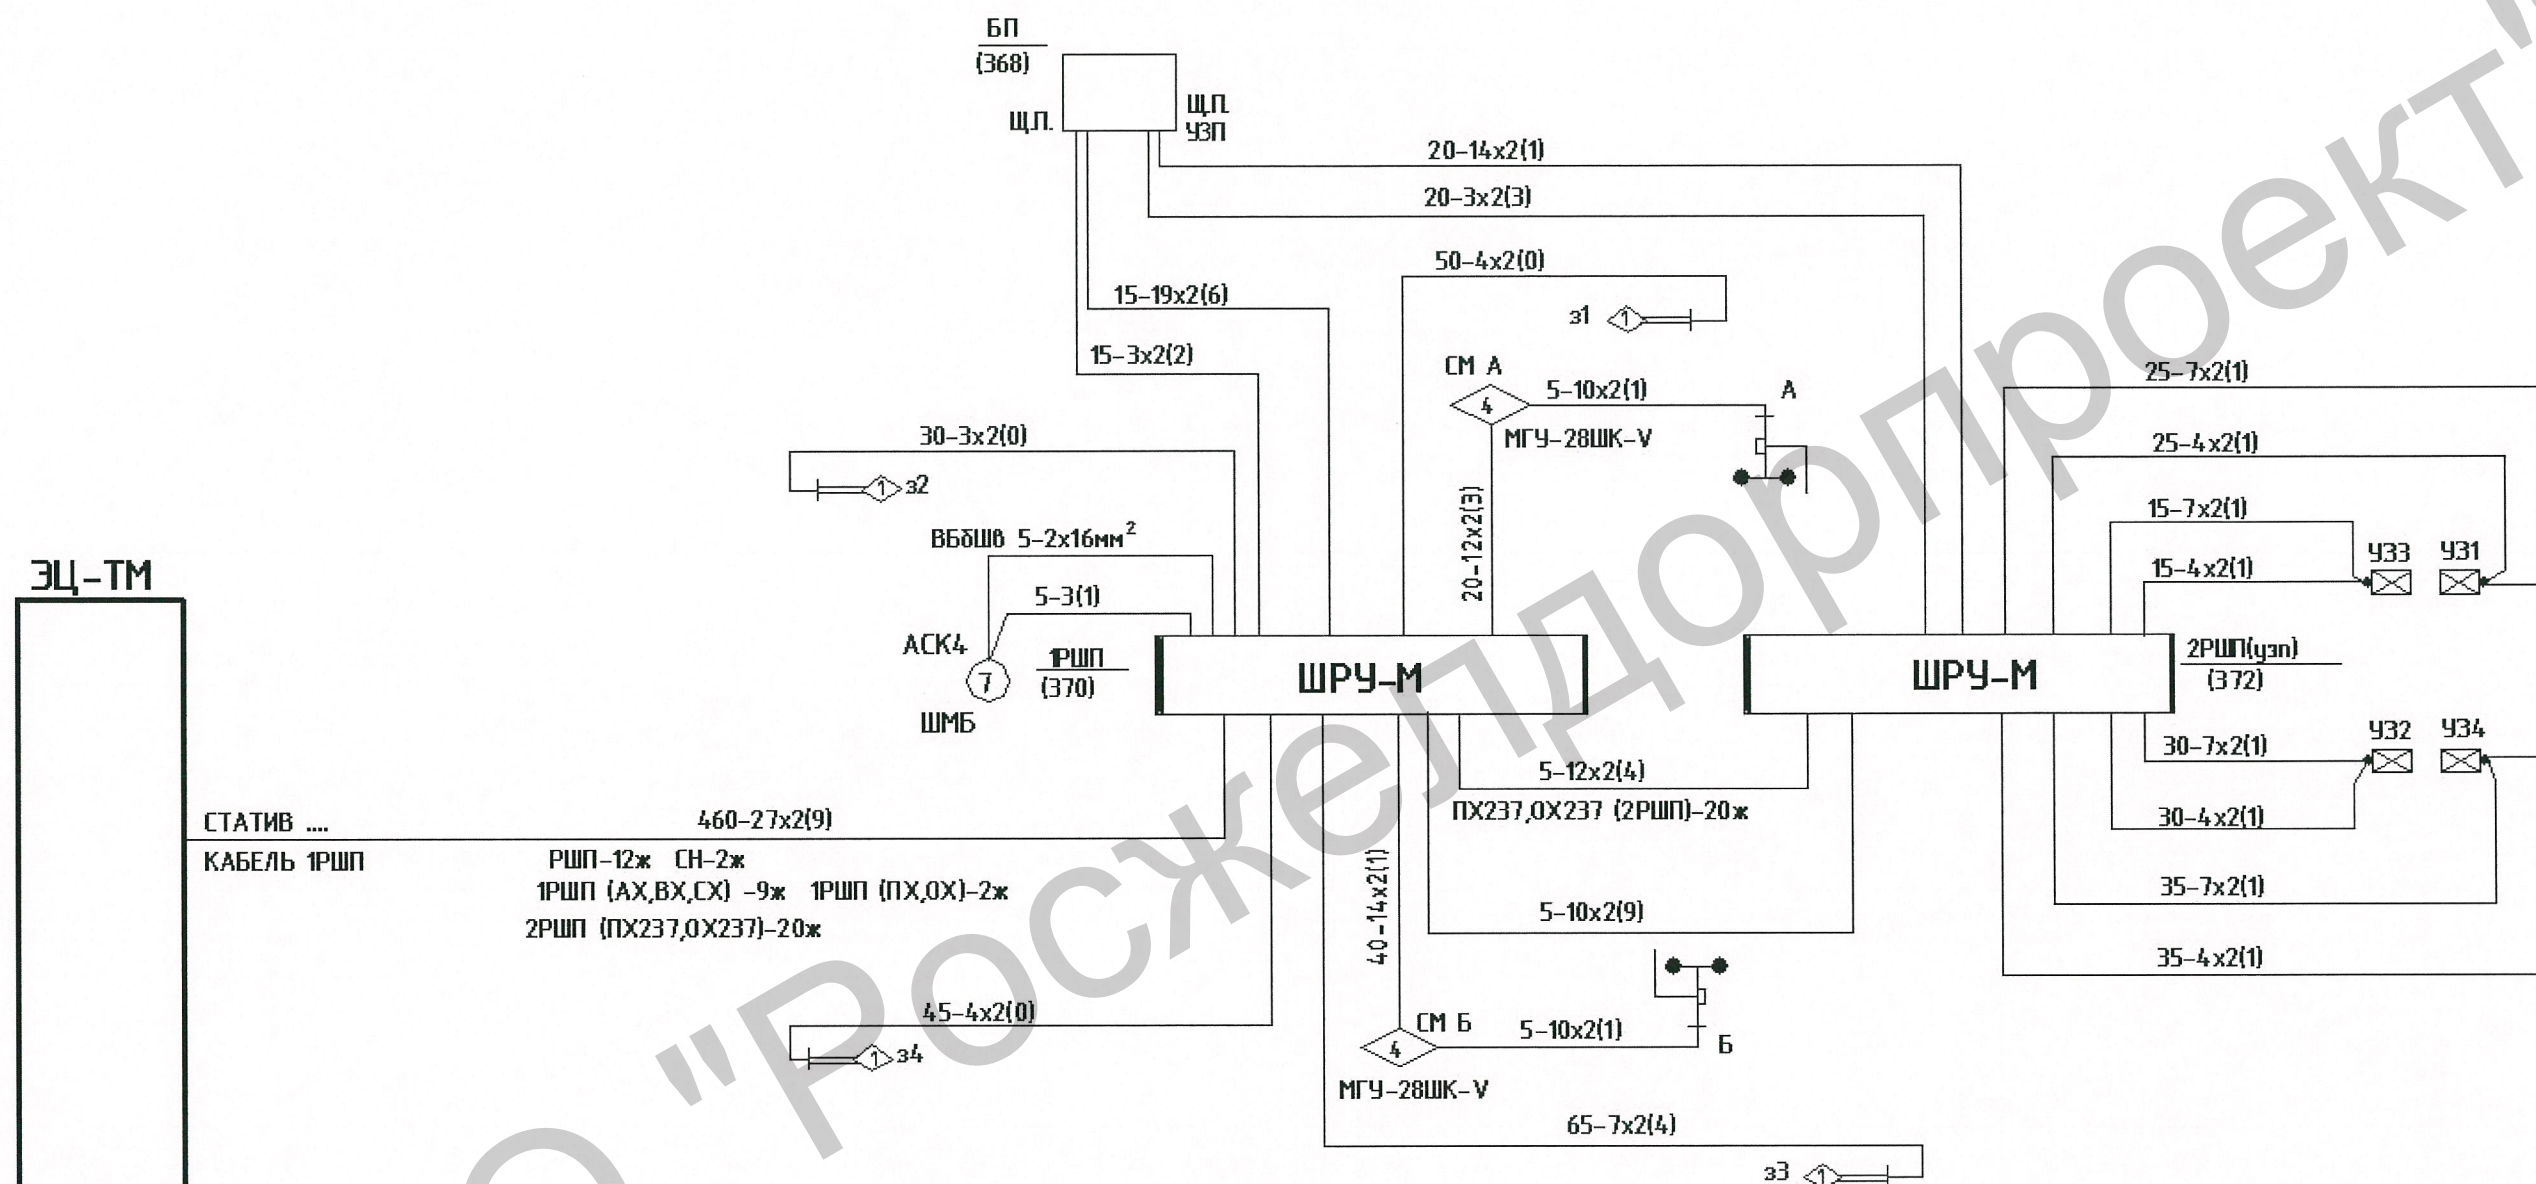 БП
(368)
Щ.П.
Щ.П.
УЗП
20-14x2(1)
20-3x2(3)
50-4x2(0)
15-19x2(6)
з1
1
15-3x2(2)
СМ А
4
5-10x2(1)
А
МГУ-28ШК-V
25-7x2(1)
30-3x2(0)
1
з2
25-4x2(1)
20-12x2(3)
15-7x2(1)
ВБбШв 5-2x16мм²
15-4x2(1)
УЗ3
УЗ1
ЭЦ-ТМ
5-3(1)
АСК4
7
ШМБ
1РШП
(370)
ШРУ-М
ШРУ-М
2РШП(узп)
(372)
УЗ2
УЗ4
30-7x2(1)
5-12x2(4)
ПХ237,ОХ237 (2РШП)-20ж
30-4x2(1)
СТАТИВ ....
460-27x2(9)
КАБЕЛЬ 1РШП
РШП-12ж СН-2ж
1РШП (АХ,ВХ,СХ) -9ж 1РШП (ПХ,ОХ)-2ж
2РШП (ПХ237,ОХ237)-20ж
40-14x2(1)
35-7x2(1)
5-10x2(9)
35-4x2(1)
45-4x2(0)
1
з4
СМ Б
4
5-10x2(1)
Б
МГУ-28ШК-V
65-7x2(4)
з3
1
О "Росжелдорпроект"